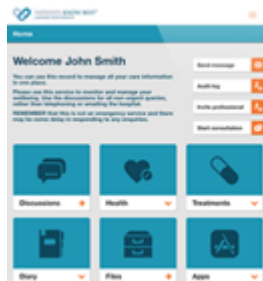 PATIENTS KNOW BEST
Home
Welcome John Smith
You can use this record to manage all your care information
in one place.
Please use this service to monitor and manage your
wellbeing. Use the discussions for all non-urgent queries,
rather than telephoning or emailing the hospital.
REMEMBER that this is not an emergency service and there
may be some delay in responding to any enquiries.
Send message
Audit log
Invite professional
Start consultation
Discussions
Health
Treatments
Diary
Files
Apps